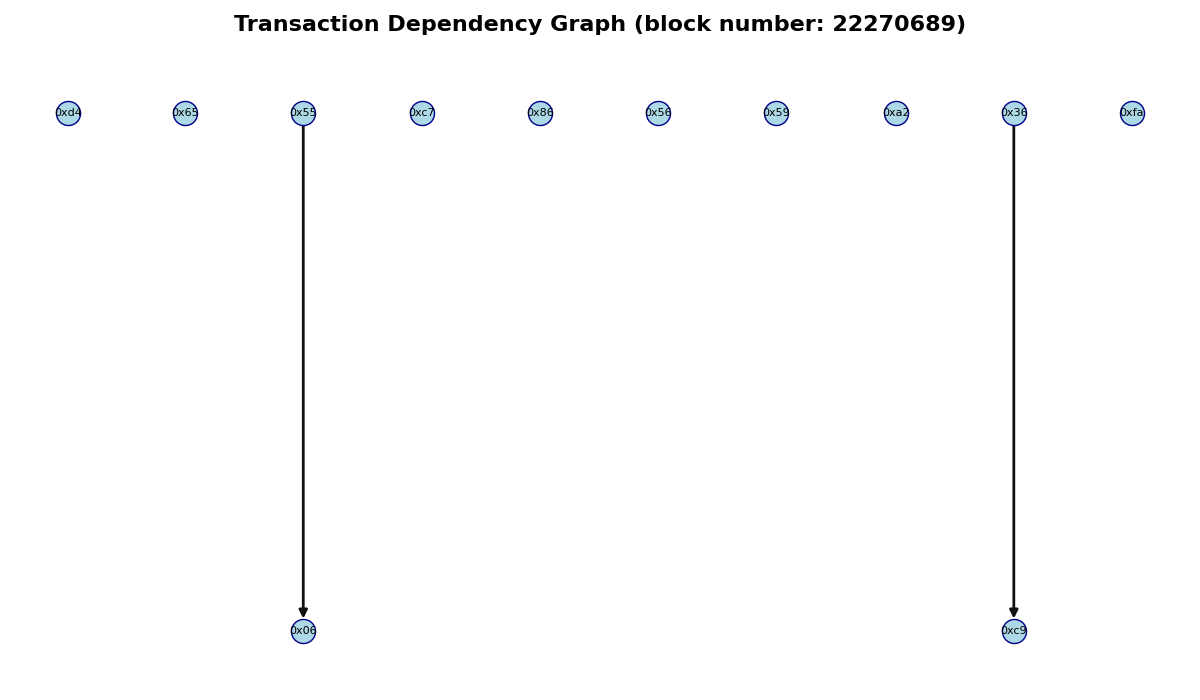 Transaction Dependency Graph (block number: 22270689)
0xd4 0x65 0x55 0xc7 0x86 0x56 0x59 0xa2 0x36 0xfa
0x06 0xc9